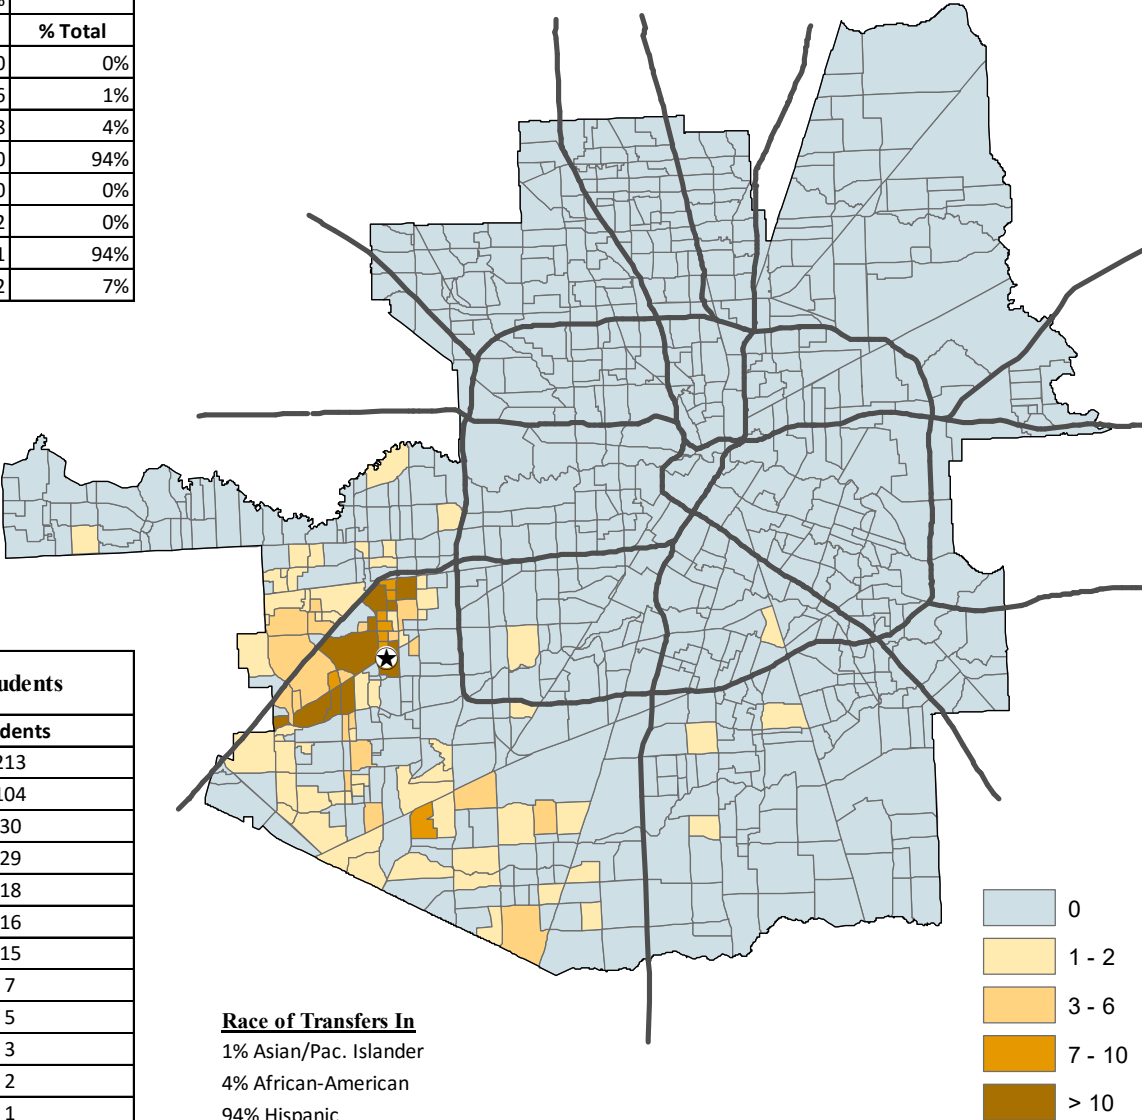 % Total
0%
1%
4%
94%
0%
0%
94%
7%
213
104
30
29
18
16
15
7
5
3
2
1
Race of Transfers In
1% Asian/Pac. Islander
4% African-American
94% Hispanic
0
1 - 2
3 - 6
7 - 10
> 10